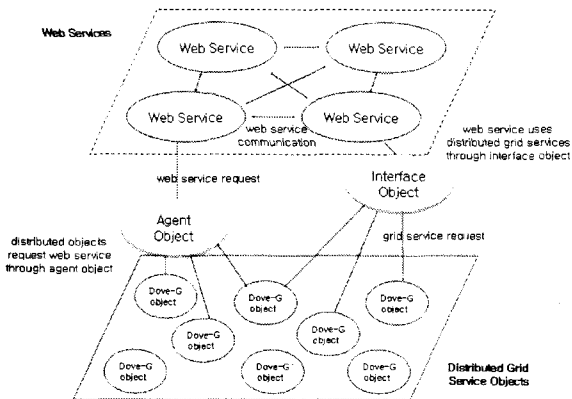 Web Services
Web Service
Web Service
Web Service
Web Service
web service
communication
web service uses
distributed grid services
through interface object
web service request
Interface
Object
Agent
Object
grid service request
distributed objects
request web service
through agent object
Dove-G
object
Dove-G
object
Dove-G
object
Dove-G
object
Dove-G
object
Dove-G
object
Dove-G
object
Dove-G
object
Distributed Grid
Service Objects